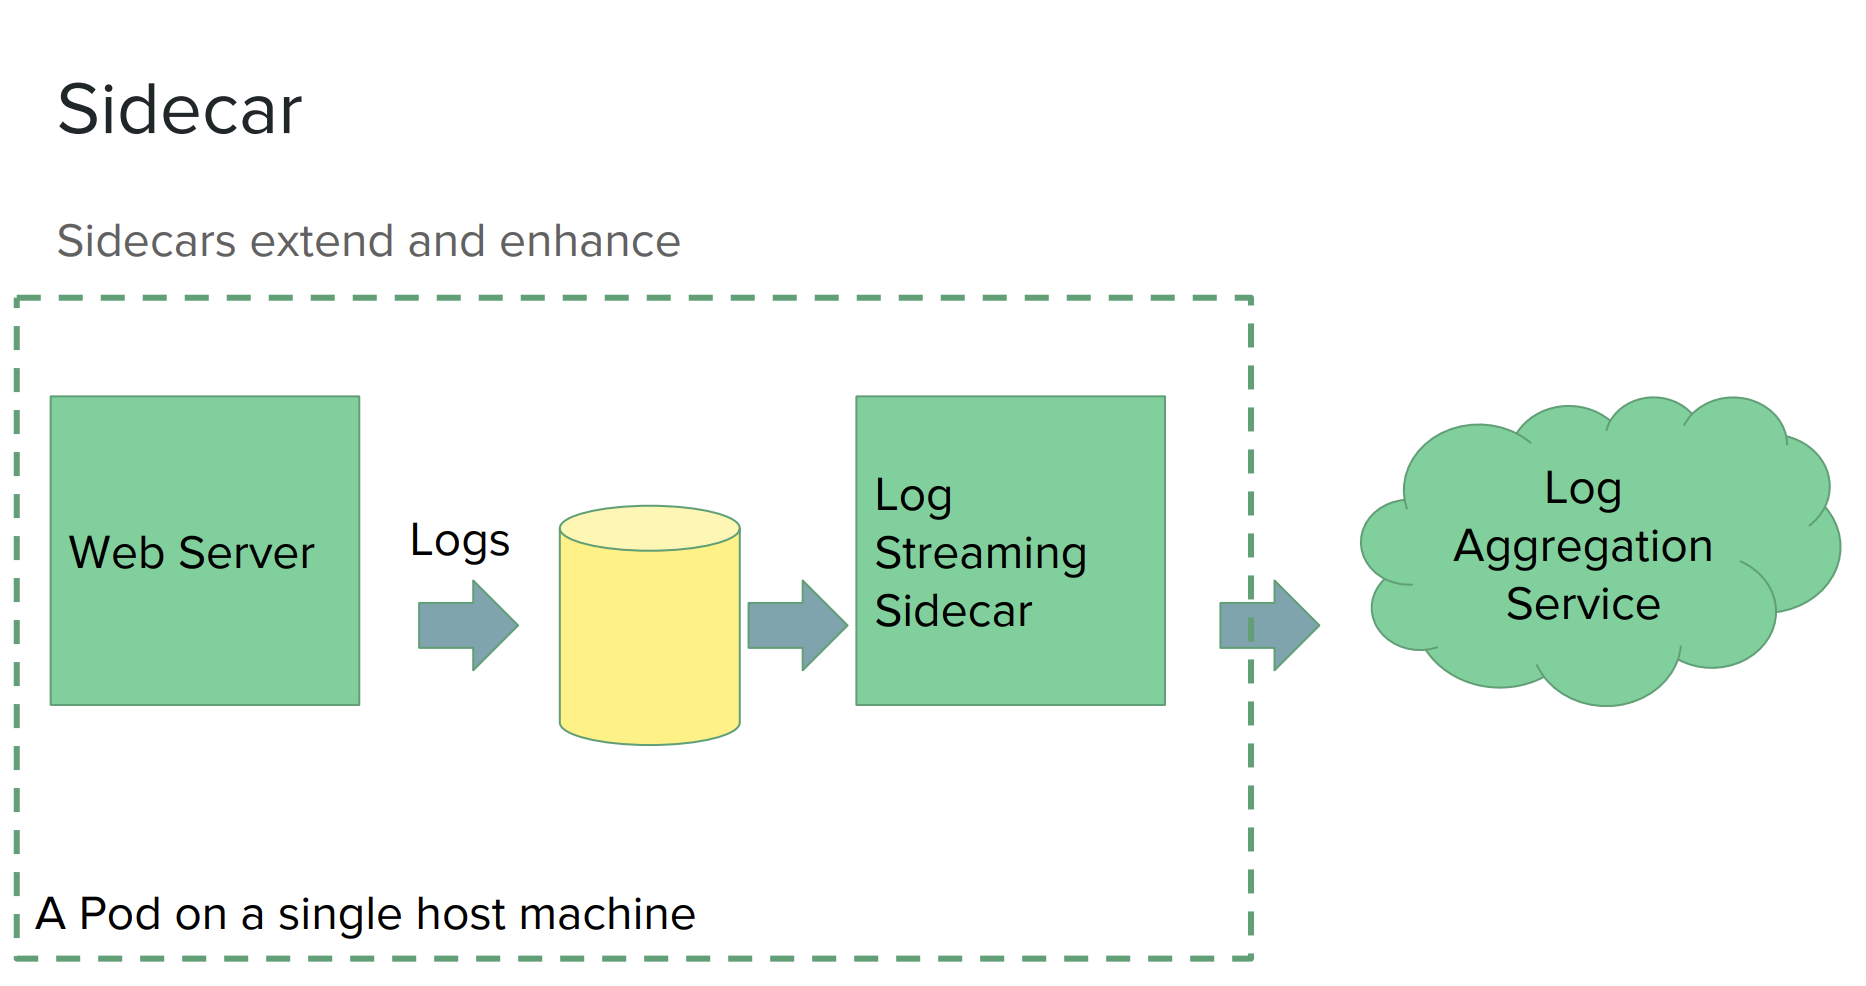 Sidecar
Sidecars extend and enhance
Web Server
Logs
Log
Streaming
Sidecar
Log
Aggregation
Service
A Pod on a single host machine